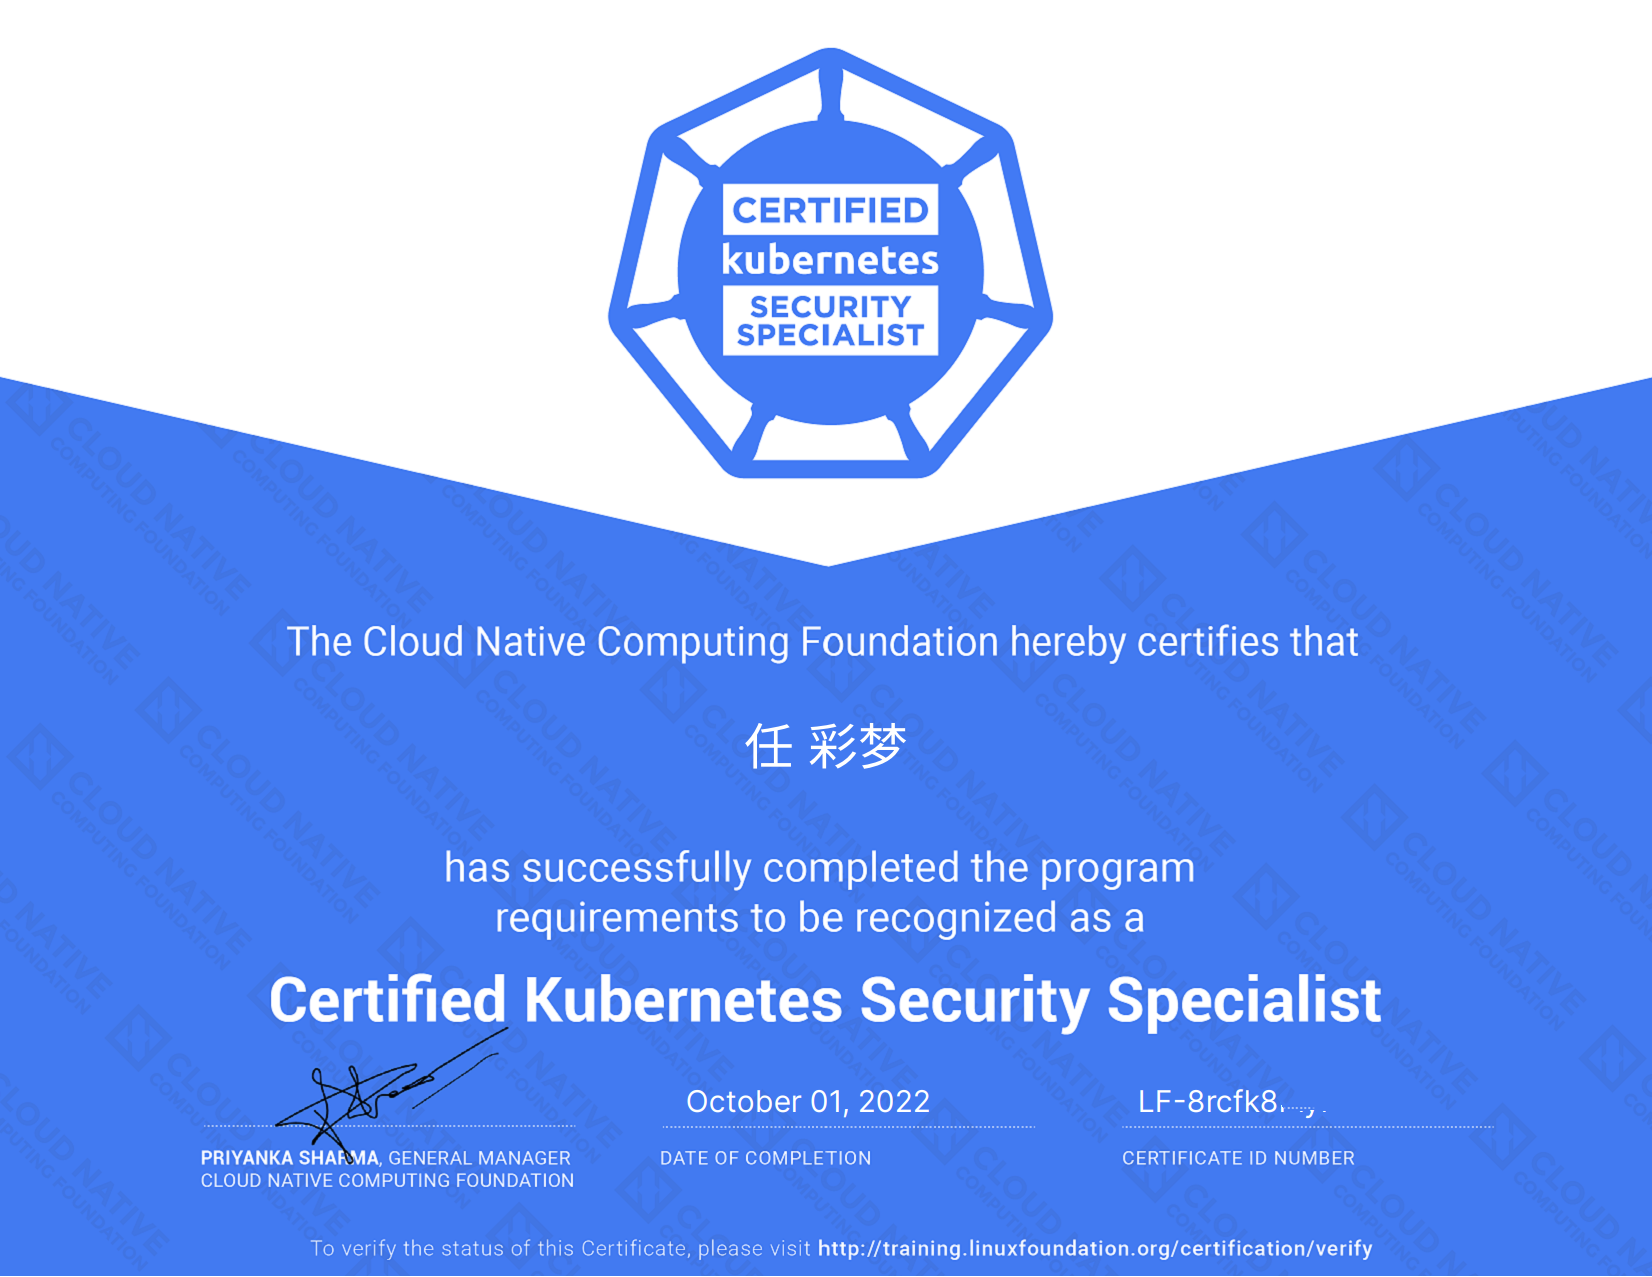 CERTIFIED
kubernetes
SECURITY
SPECIALIST
The Cloud Native Computing Foundation hereby certifies that
任 彩梦
has successfully completed the program
requirements to be recognized as a
Certified Kubernetes Security Specialist
October 01, 2022
LF-8rcfk8
PRIYANKA SHARMA, GENERAL MANAGER
CLOUD NATIVE COMPUTING FOUNDATION
DATE OF COMPLETION
CERTIFICATE ID NUMBER
To verify the status of this Certificate, please visit http://training.linuxfoundation.org/certification/verify